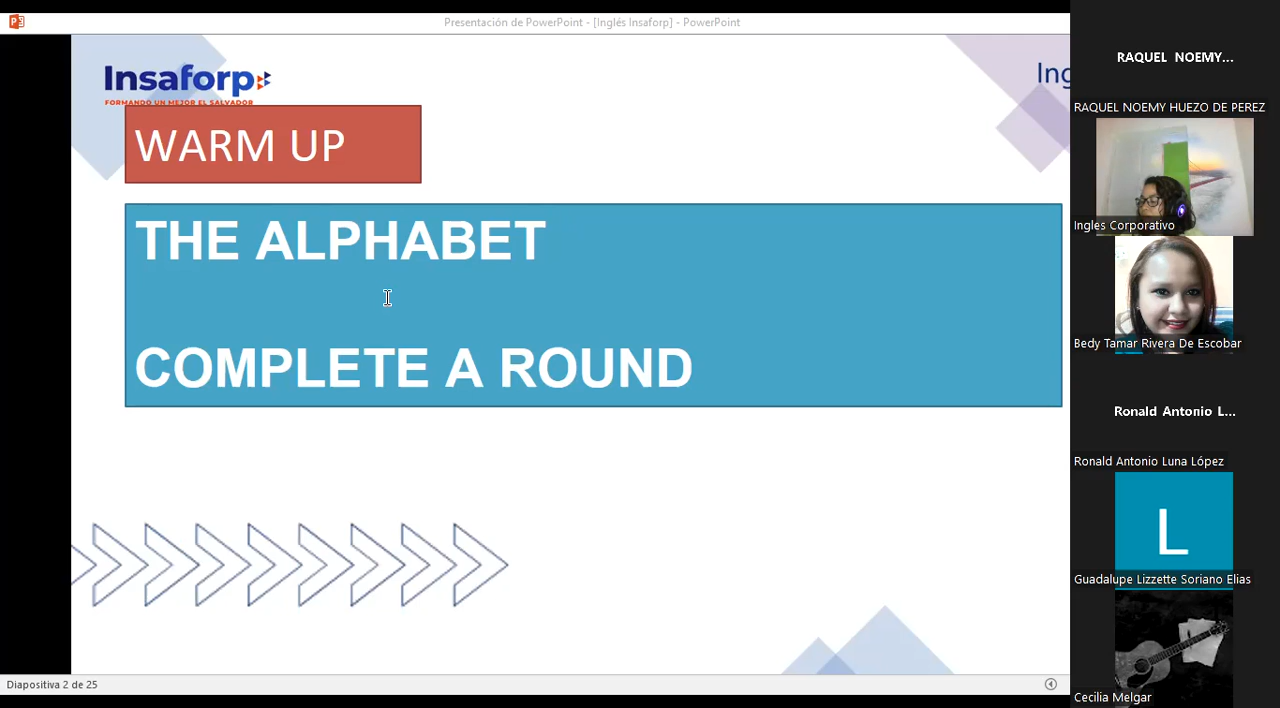 Presentación de PowerPoint - [Inglés Insaforp] - PowerPoint
Insaforp
FORMANDO UN MEJOR EL SALVADOR
Ing
WARM UP
THE ALPHABET
COMPLETE A ROUND
Diapositiva 2 de 25
RAQUEL NOEMY...
RAQUEL NOEMY HUEZO DE PEREZ
Ingles Corporativo
Bedy Tamar Rivera De Escobar
Ronald Antonio L...
Ronald Antonio Luna López
L
Guadalupe Lizzette Soriano Elias
Cecilia Melgar